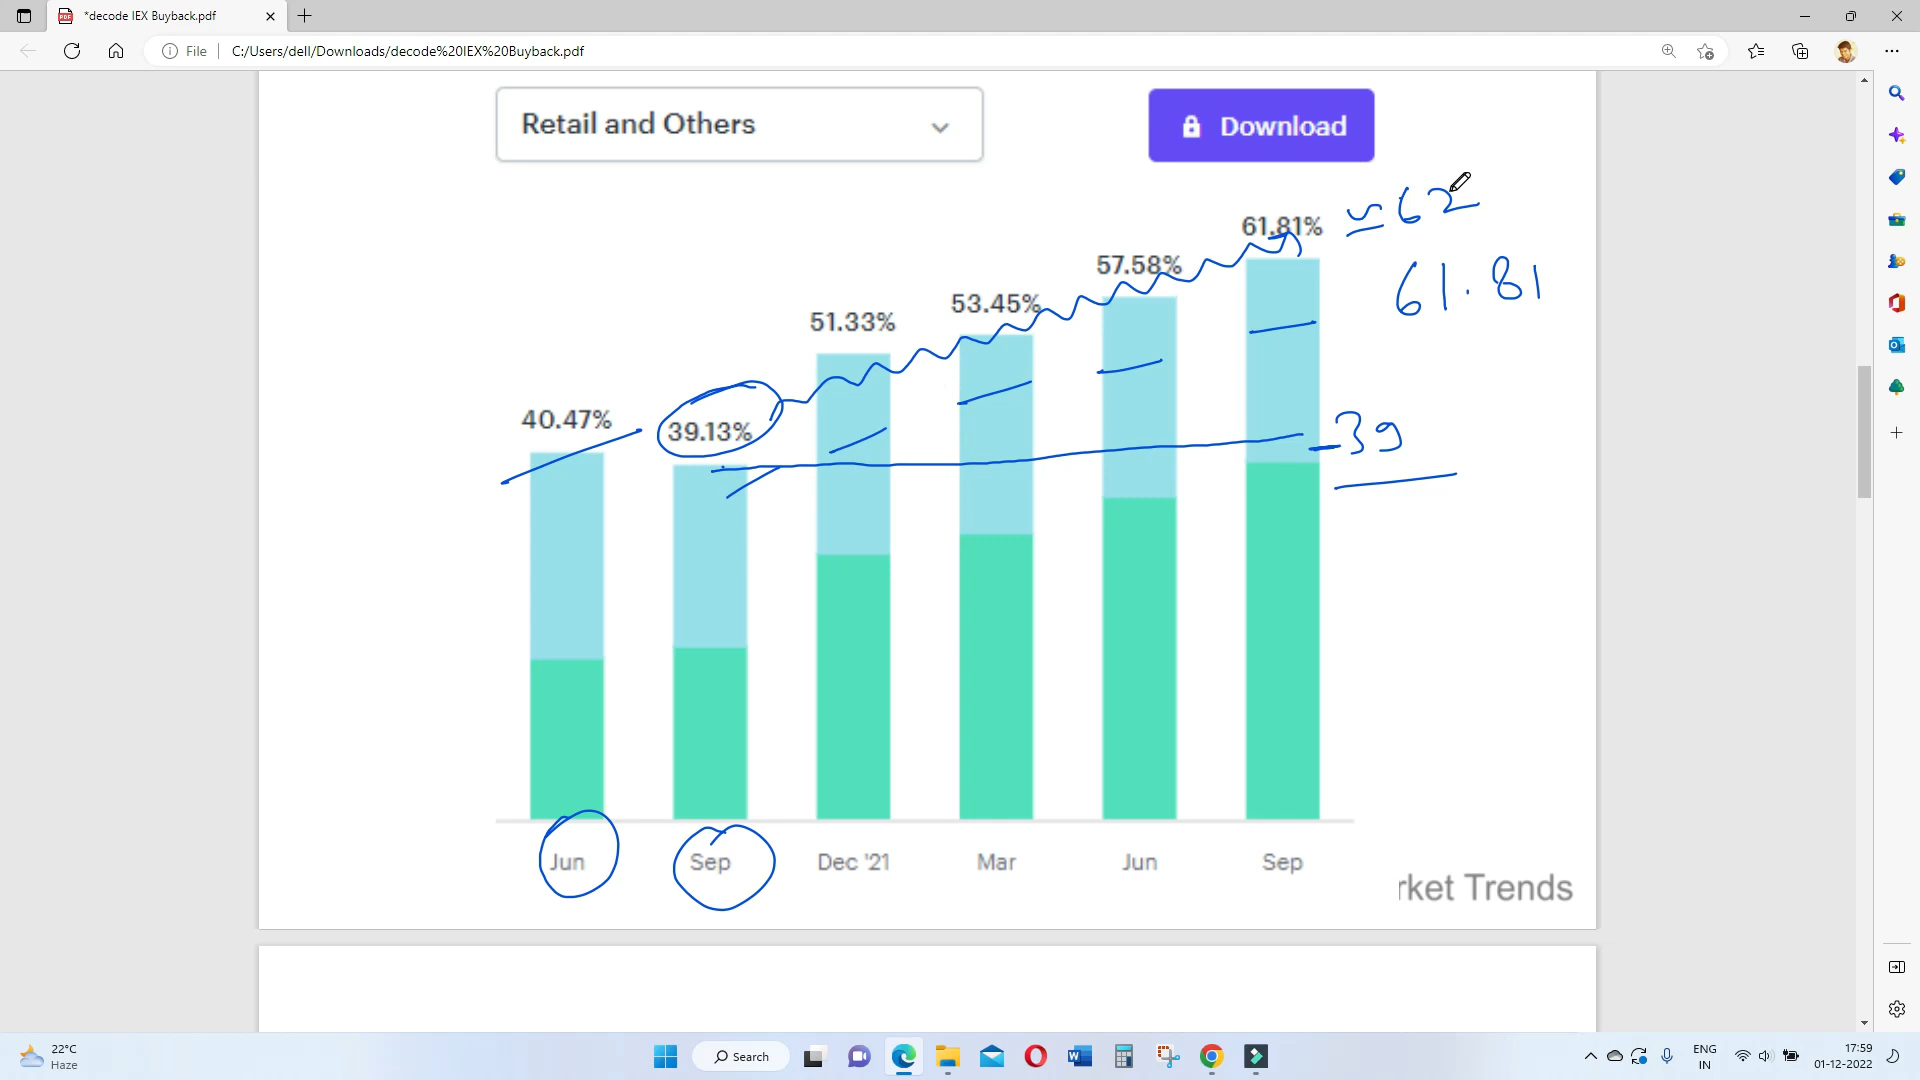 *decode IEX Buyback.pdf
File
C:/Users/dell/Downloads/decode%20IEX%20Buyback.pdf
Retail and Others
Download
≈ 62
61.81%
61.81
57.58%
53.45%
51.33%
40.47%
39.13%
- 39
Jun
Sep
Dec '21
Mar
Jun
Sep
rket Trends
22°C
Haze
Search
ENG
IN
17:59
01-12-2022